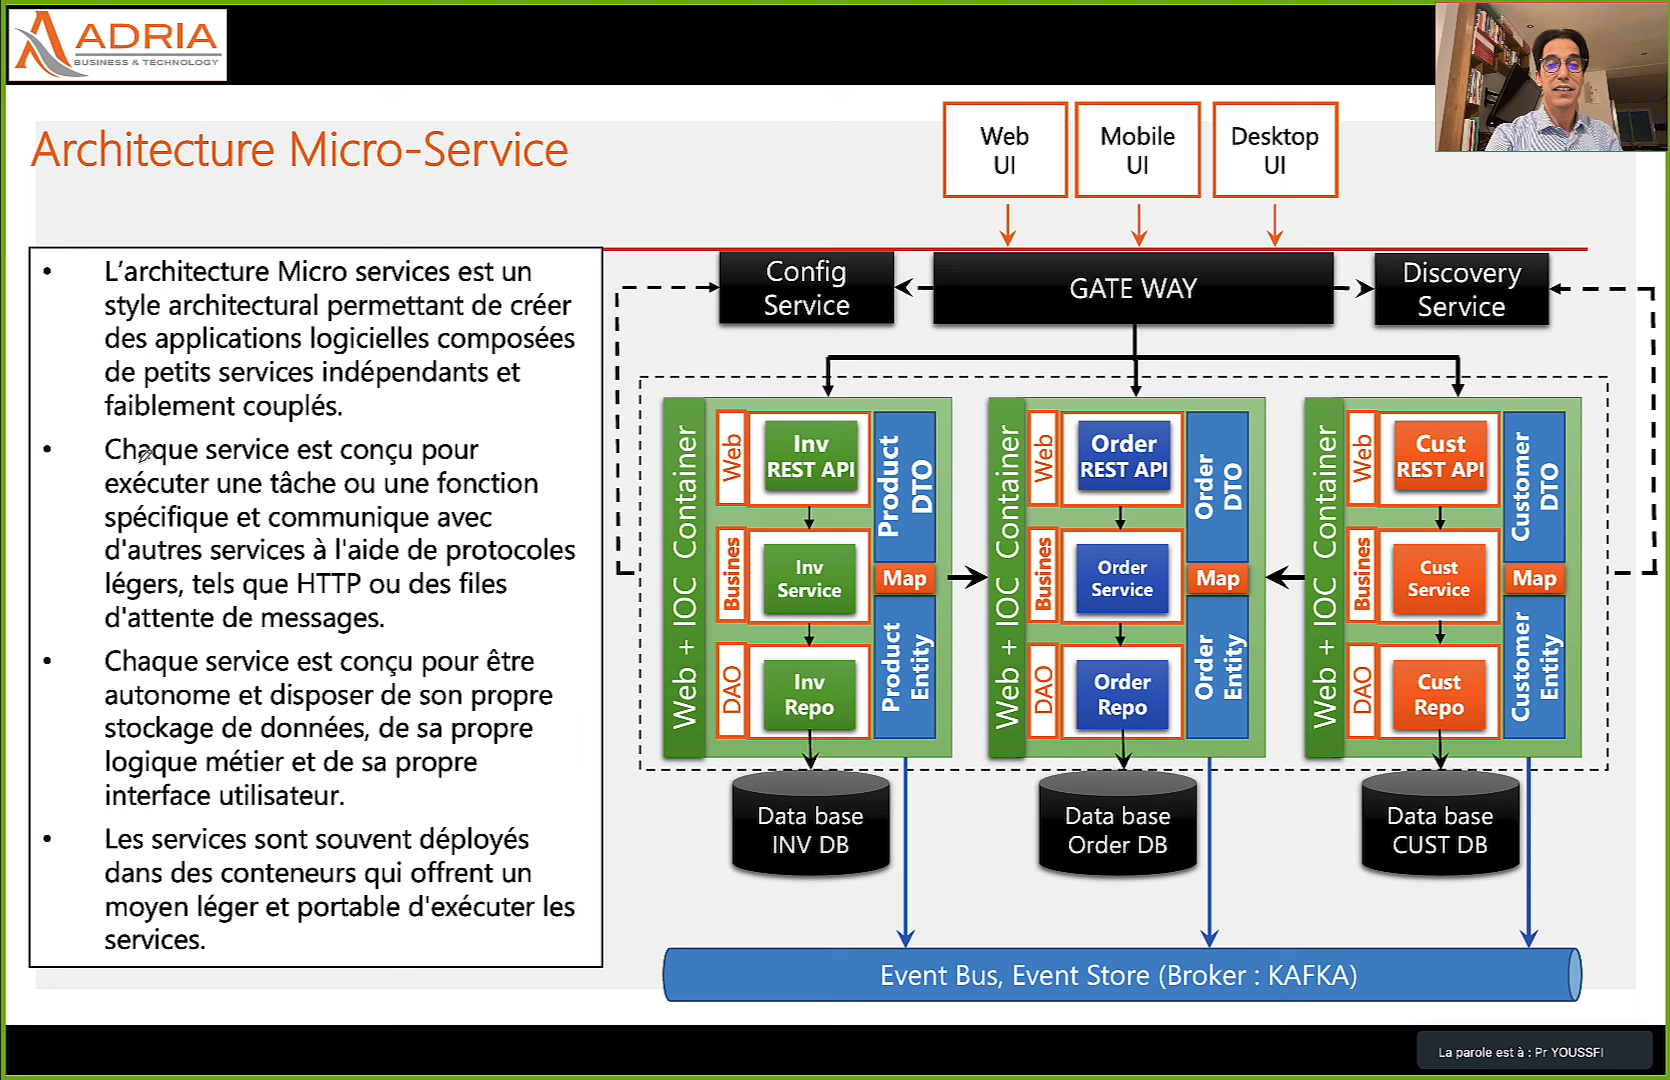 ADRIA
BUSINESS & TECHNOLOGY
Architecture Micro-Service
• L'architecture Micro services est un
style architectural permettant de créer
des applications logicielles composées
de petits services indépendants et
faiblement couplés.
• Chaque service est conçu pour
exécuter une tâche ou une fonction
spécifique et communique avec
d'autres services à l'aide de protocoles
légers, tels que HTTP ou des files
d'attente de messages.
• Chaque service est conçu pour être
autonome et disposer de son propre
stockage de données, de sa propre
logique métier et de sa propre
interface utilisateur.
• Les services sont souvent déployés
dans des conteneurs qui offrent un
moyen léger et portable d'exécuter les
services.
Web
UI
Mobile
UI
Desktop
UI
Config
Service
GATE WAY
Discovery
Service
Web + IOC Container
Web
Inv
REST API
Product
DTO
Busines
Inv
Service
Map
DAO
Inv
Repo
Product
Entity
Web + IOC Container
Web
Order
REST API
Order
DTO
Busines
Order
Service
Map
DAO
Order
Repo
Order
Entity
Web + IOC Container
Web
Cust
REST API
Customer
DTO
Busines
Cust
Service
Map
DAO
Cust
Repo
Customer
Entity
Data base
INV DB
Data base
Order DB
Data base
CUST DB
Event Bus, Event Store (Broker : KAFKA)
La parole est à : Pr YOUSSFI